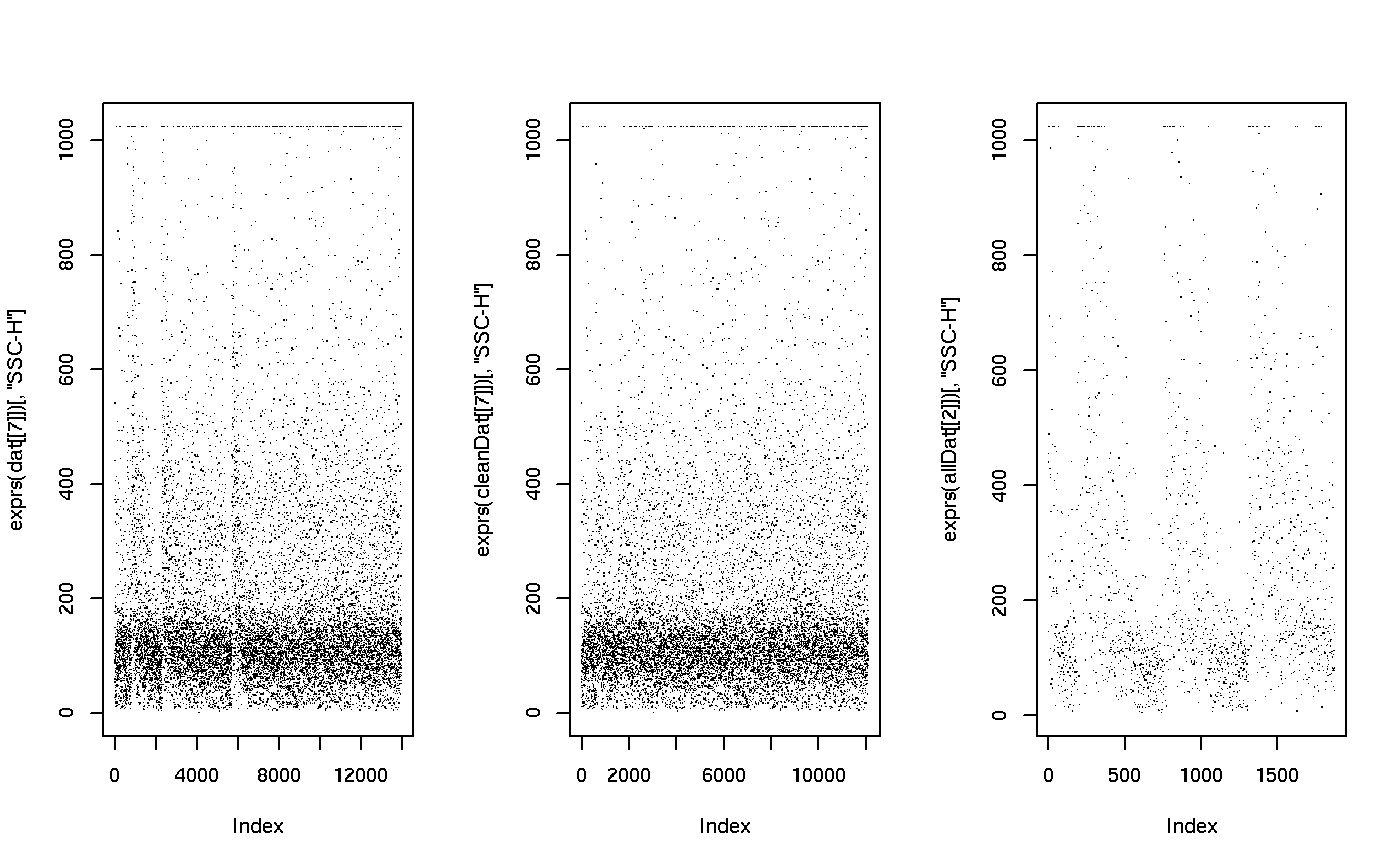 exprs(dat[[7]])[, "SSC-H"]
1000
800
600
400
200
0
0 4000 8000 12000
Index
exprs(cleanDat[[7]])[, "SSC-H"]
1000
800
600
400
200
0
0 2000 6000 10000
Index
exprs(allDat[[2]])[, "SSC-H"]
1000
800
600
400
200
0
0 500 1000 1500
Index